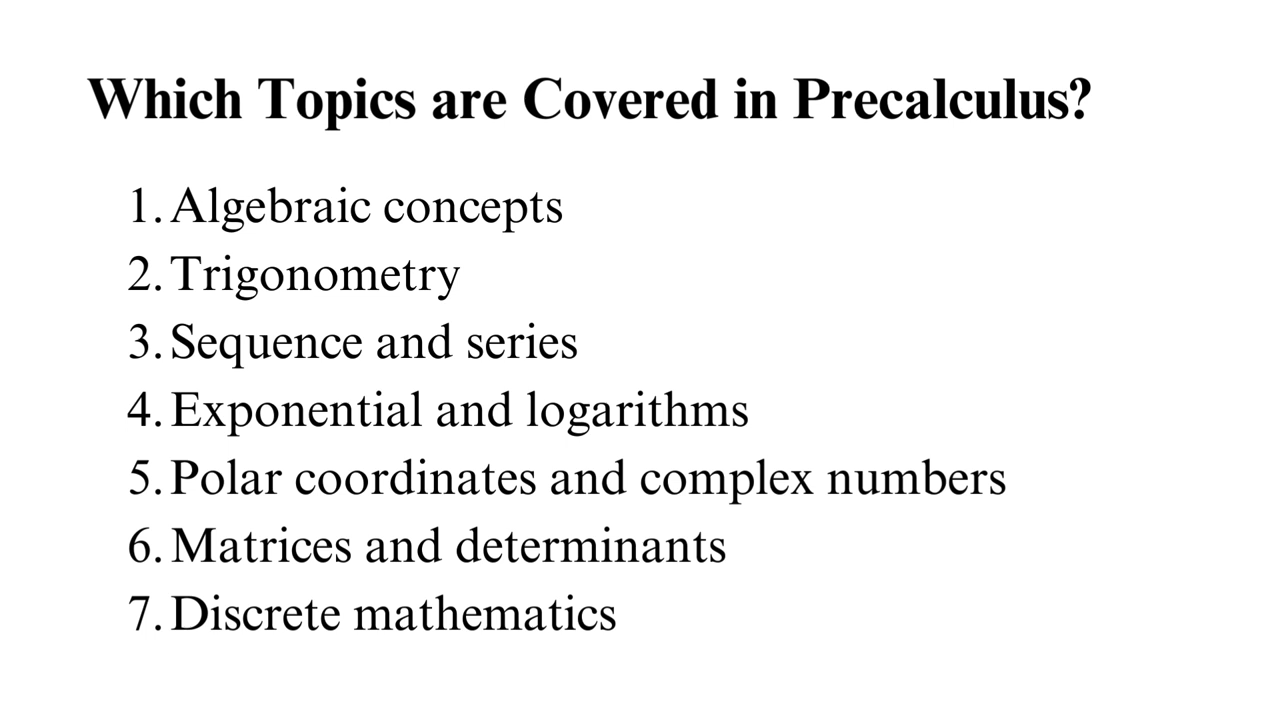 Which Topics are Covered in Precalculus?
1. Algebraic concepts
2. Trigonometry
3. Sequence and series
4. Exponential and logarithms
5. Polar coordinates and complex numbers
6. Matrices and determinants
7. Discrete mathematics